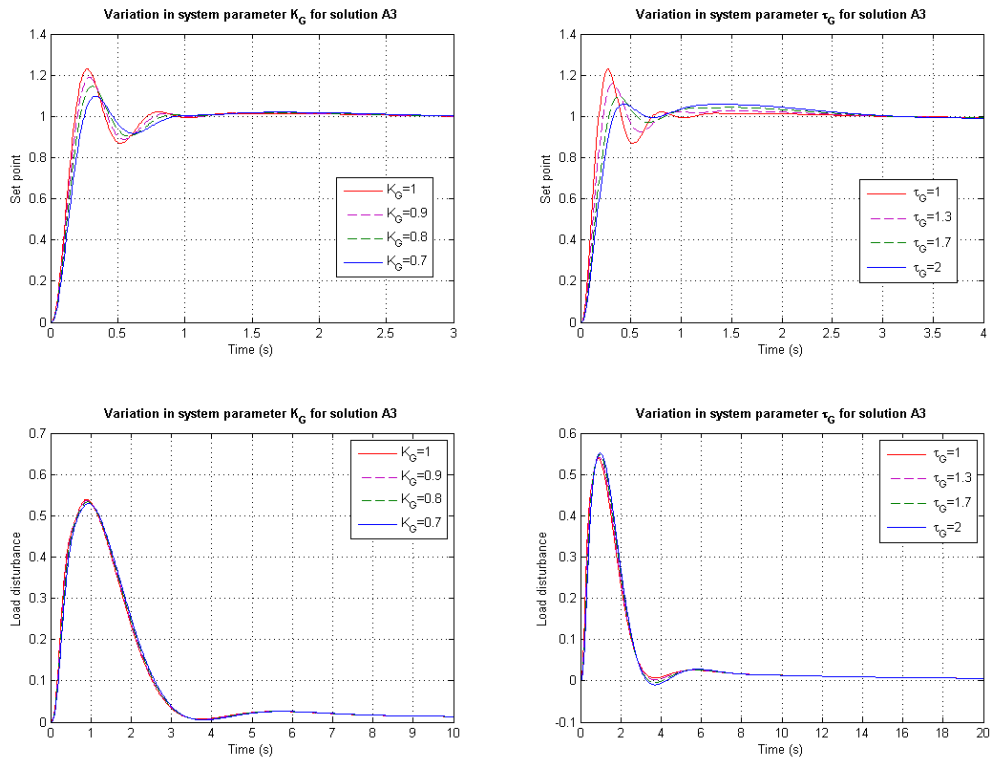 Variation in system parameter K_G for solution A3
1.4
1.2
1
0.8
0.6
0.4
0.2
0
Set point
K_G=1
K_G=0.9
K_G=0.8
K_G=0.7
0 0.5 1 1.5 2 2.5 3
Time (s)
Variation in system parameter τ_G for solution A3
1.4
1.2
1
0.8
0.6
0.4
0.2
0
Set point
τ_G=1
τ_G=1.3
τ_G=1.7
τ_G=2
0 0.5 1 1.5 2 2.5 3 3.5 4
Time (s)
Variation in system parameter K_G for solution A3
0.7
0.6
0.5
0.4
0.3
0.2
0.1
0
Load disturbance
K_G=1
K_G=0.9
K_G=0.8
K_G=0.7
0 1 2 3 4 5 6 7 8 9 10
Time (s)
Variation in system parameter τ_G for solution A3
0.7
0.6
0.5
0.4
0.3
0.2
0.1
0
-0.1
Load disturbance
τ_G=1
τ_G=1.3
τ_G=1.7
τ_G=2
0 2 4 6 8 10 12 14 16 18 20
Time (s)